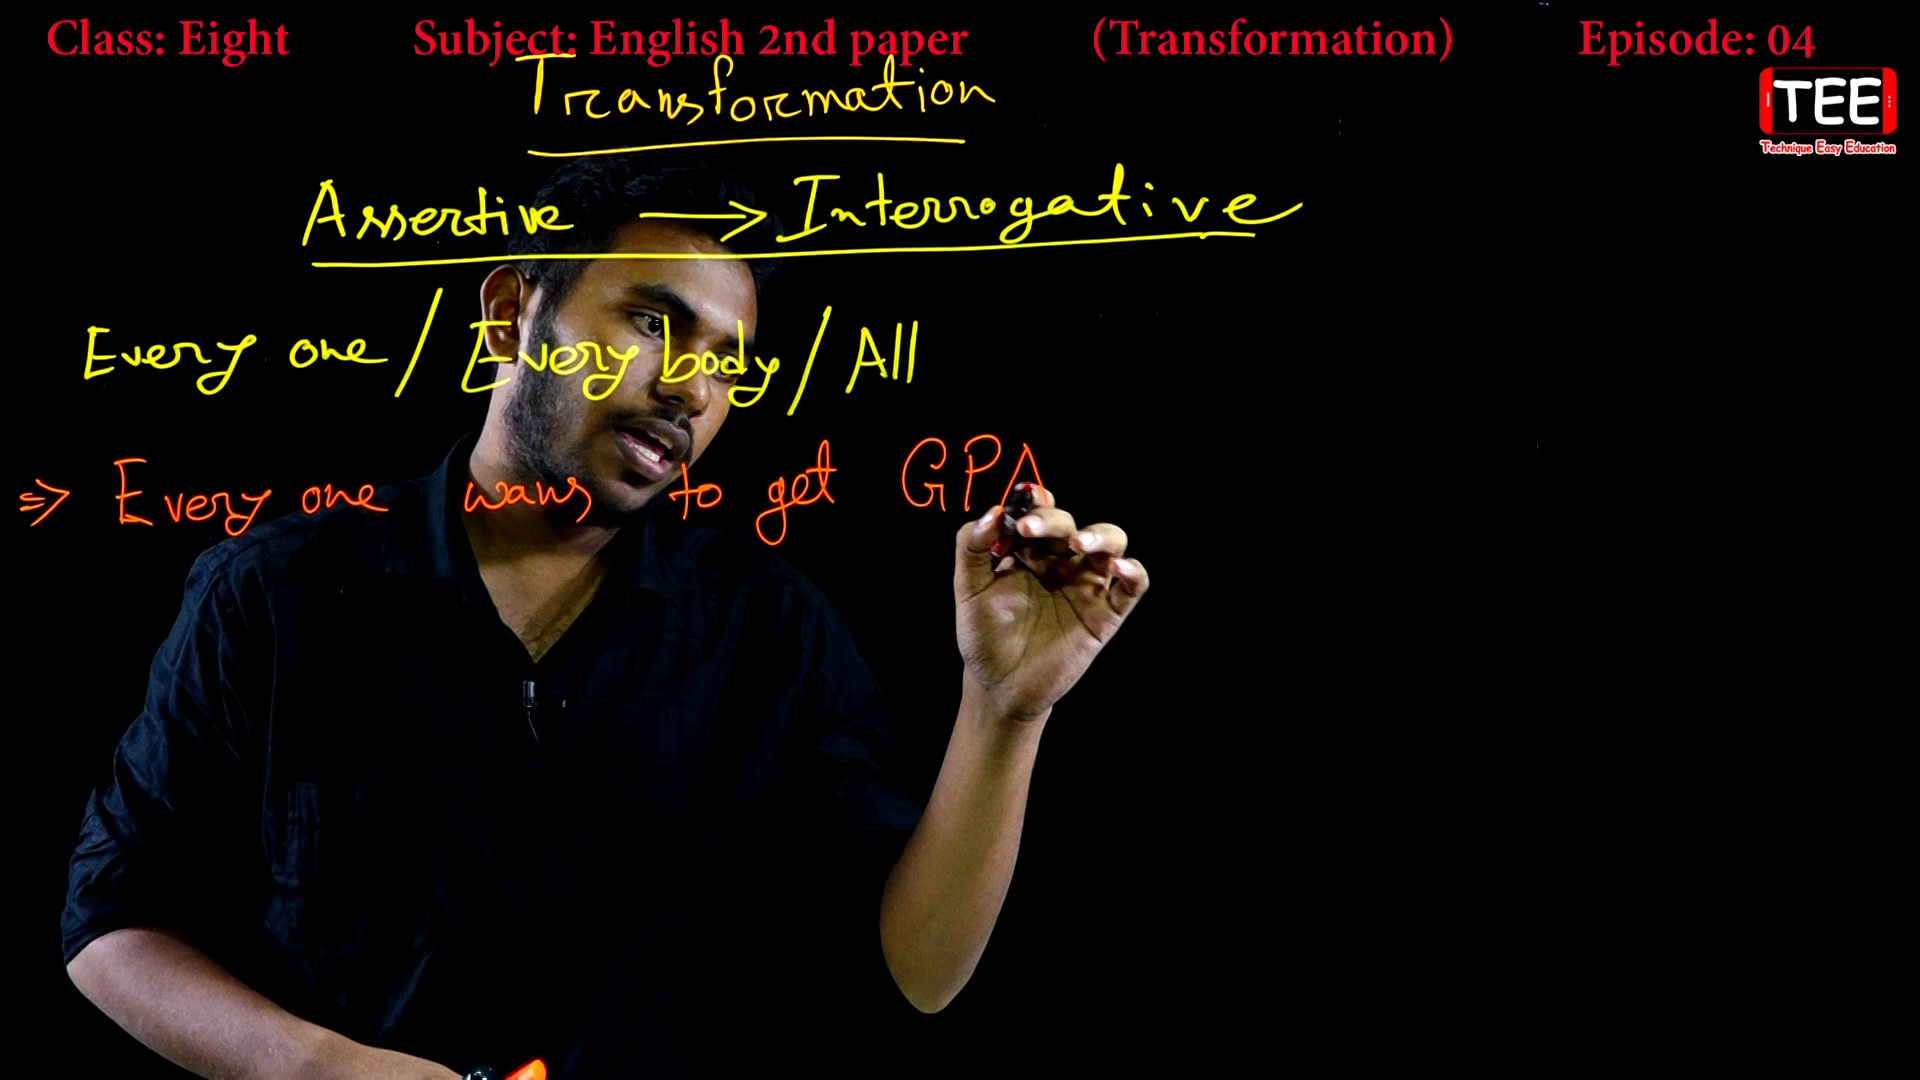 Class: Eight Subject: English 2nd paper (Transformation) Episode: 04
TEE
Technique Easy Education
Transformation
Assertive → Interrogative
Every one / Every body / All
⇒ Every one wans to get GPA